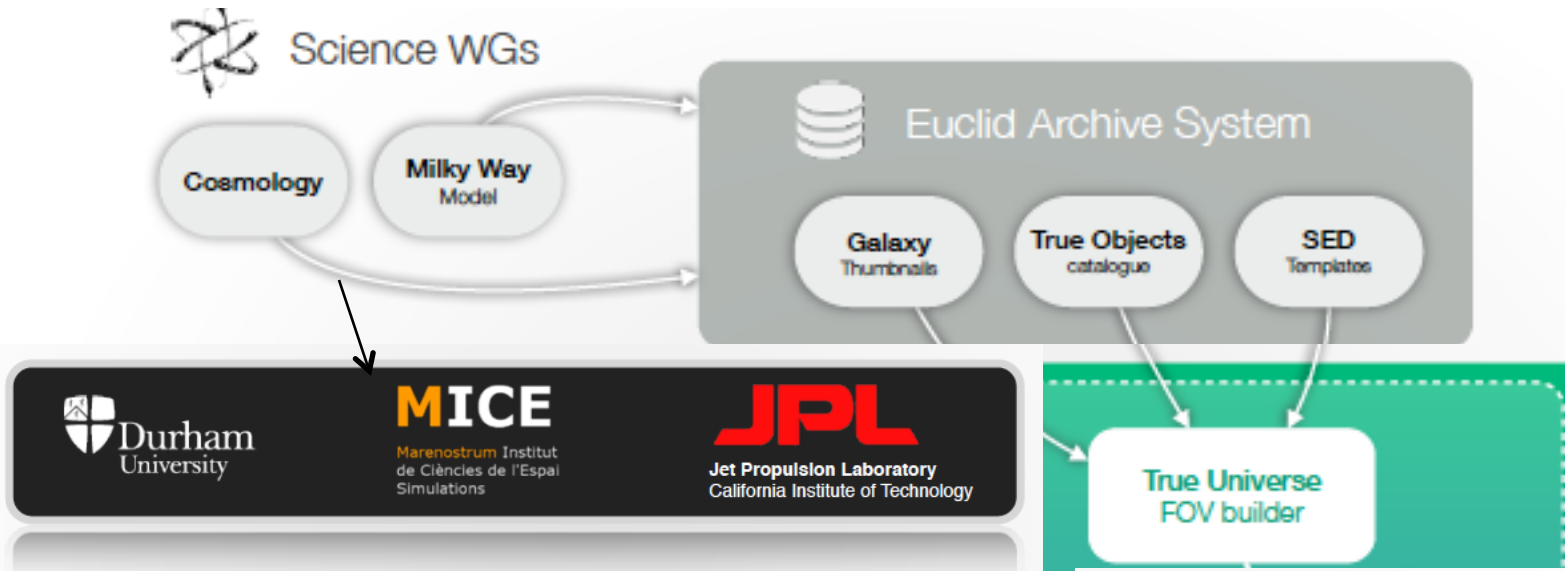 Science WGs
Euclid Archive System
Cosmology
Milky Way
Model
Galaxy
Thumbnails
True Objects
catalogue
SED
Templates
Durham
University
MICE
Marenostrum Institut
de Ciències de l'Espai
Simulations
JPL
Jet Propulsion Laboratory
California Institute of Technology
True Universe
FOV builder